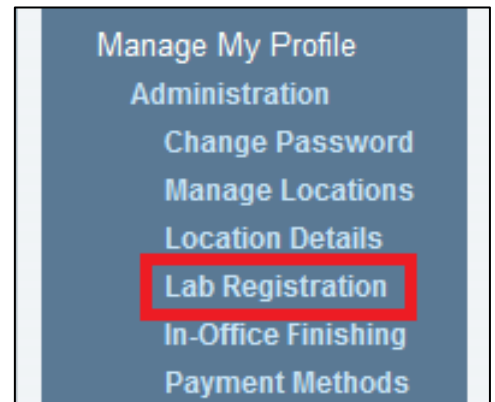 Manage My Profile
Administration
Change Password
Manage Locations
Location Details
Lab Registration
In-Office Finishing
Payment Methods